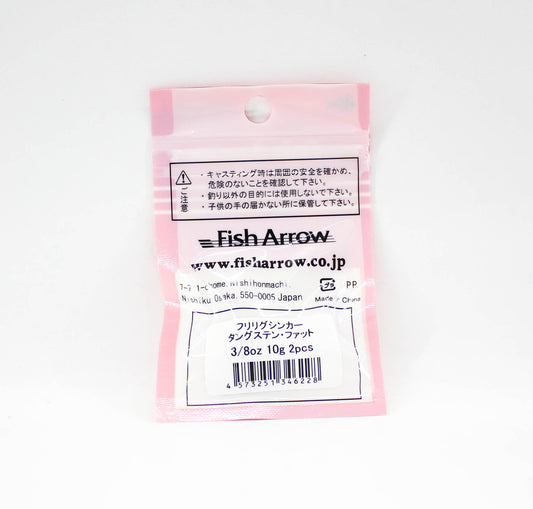 ・キャスティング時は周囲の安全を確かめ、
危険のないことを確認して下さい。
・釣り以外の目的には使用しないで下さい。
・子供の手の届かない所に保管して下さい。
ご注意
Fish Arrow
www.fisharrow.co.jp
1-chome, Nishihonmachi,
Nishiku Osaka, 550-0005 Japan
プラ
PP
Made in China
フリリグシンカー
タングステン・ファット
3/8oz 10g 2pcs
4 573251 346228